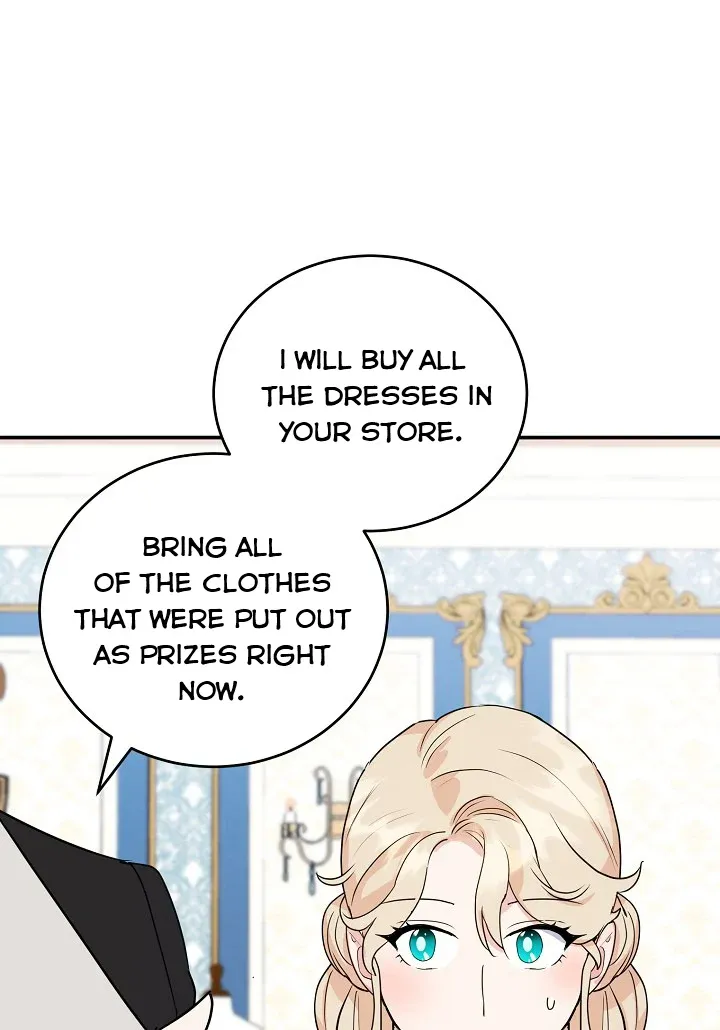 I WILL BUY ALL
THE DRESSES IN
YOUR STORE.
BRING ALL
OF THE CLOTHES
THAT WERE PUT OUT
AS PRIZES RIGHT
NOW.